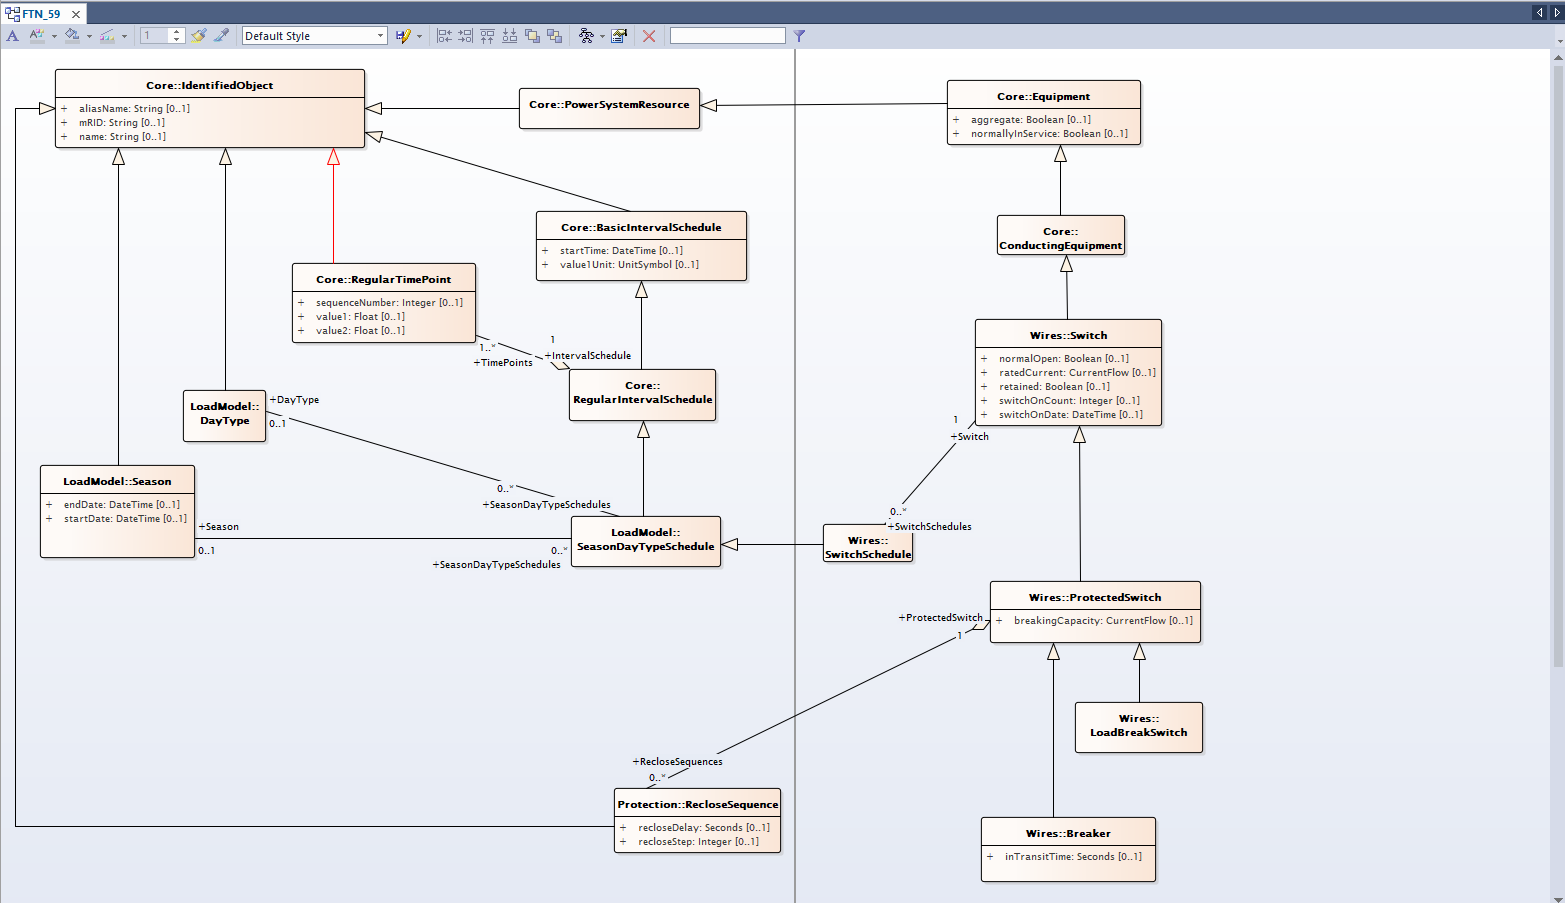 FTN_59
1
Default Style
Core::IdentifiedObject
+ aliasName: String [0..1]
+ mRID: String [0..1]
+ name: String [0..1]
Core::PowerSystemResource
Core::Equipment
+ aggregate: Boolean [0..1]
+ normallyInService: Boolean [0..1]
Core::BasicIntervalSchedule
+ startTime: DateTime [0..1]
+ value1Unit: UnitSymbol [0..1]
Core::
ConductingEquipment
Core::RegularTimePoint
+ sequenceNumber: Integer [0..1]
+ value1: Float [0..1]
+ value2: Float [0..1]
1..*
+TimePoints
1
+IntervalSchedule
Core::
RegularIntervalSchedule
Wires::Switch
+ normalOpen: Boolean [0..1]
+ ratedCurrent: CurrentFlow [0..1]
+ retained: Boolean [0..1]
+ switchOnCount: Integer [0..1]
+ switchOnDate: DateTime [0..1]
1
+Switch
LoadModel::
DayType
+DayType
0..1
0..*
+SeasonDayTypeSchedules
LoadModel::Season
+ endDate: DateTime [0..1]
+ startDate: DateTime [0..1]
+Season
0..1
0..*
+SeasonDayTypeSchedules
LoadModel::
SeasonDayTypeSchedule
0..*
+SwitchSchedules
Wires::
SwitchSchedule
Wires::ProtectedSwitch
+ breakingCapacity: CurrentFlow [0..1]
+ProtectedSwitch
1
Wires::
LoadBreakSwitch
+RecloseSequences
0..*
Protection::RecloseSequence
+ recloseDelay: Seconds [0..1]
+ recloseStep: Integer [0..1]
Wires::Breaker
+ inTransitTime: Seconds [0..1]